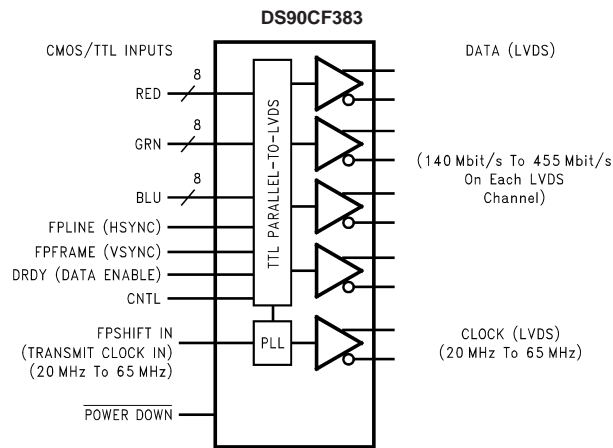 DS90CF383
CMOS/TTL INPUTS
DATA (LVDS)
8
RED
8
GRN
8
BLU
FPLINE (HSYNC)
FPFRAME (VSYNC)
DRDY (DATA ENABLE)
CNTL
FPSHIFT IN
(TRANSMIT CLOCK IN)
(20 MHz To 65 MHz)
POWER DOWN
TTL PARALLEL-TO-LVDS
PLL
(140 Mbit/s To 455 Mbit/s
On Each LVDS
Channel)
CLOCK (LVDS)
(20 MHz To 65 MHz)